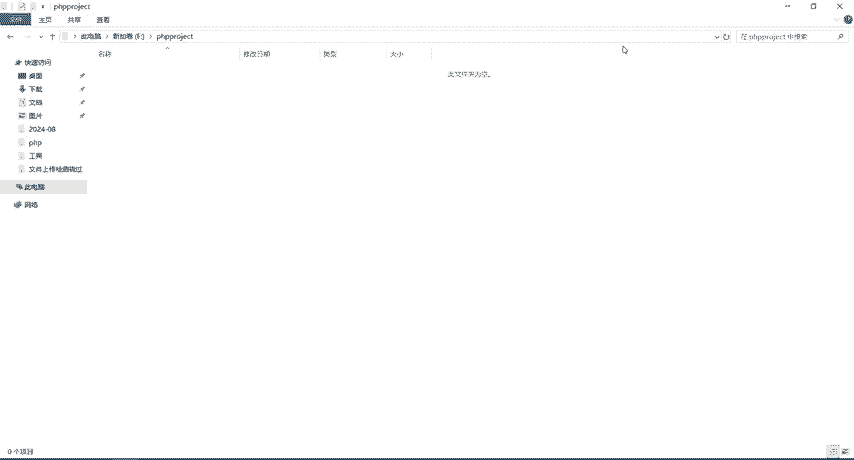 phpproject
文件 主页 共享 查看
此电脑 新加卷 (F:) phpproject
在 phpproject 中搜索
名称 修改日期 类型 大小
此文件夹为空。
快速访问
桌面
下载
文档
图片
2024-08
php
工具
文件上传检测绕过
此电脑
网络
0 个项目